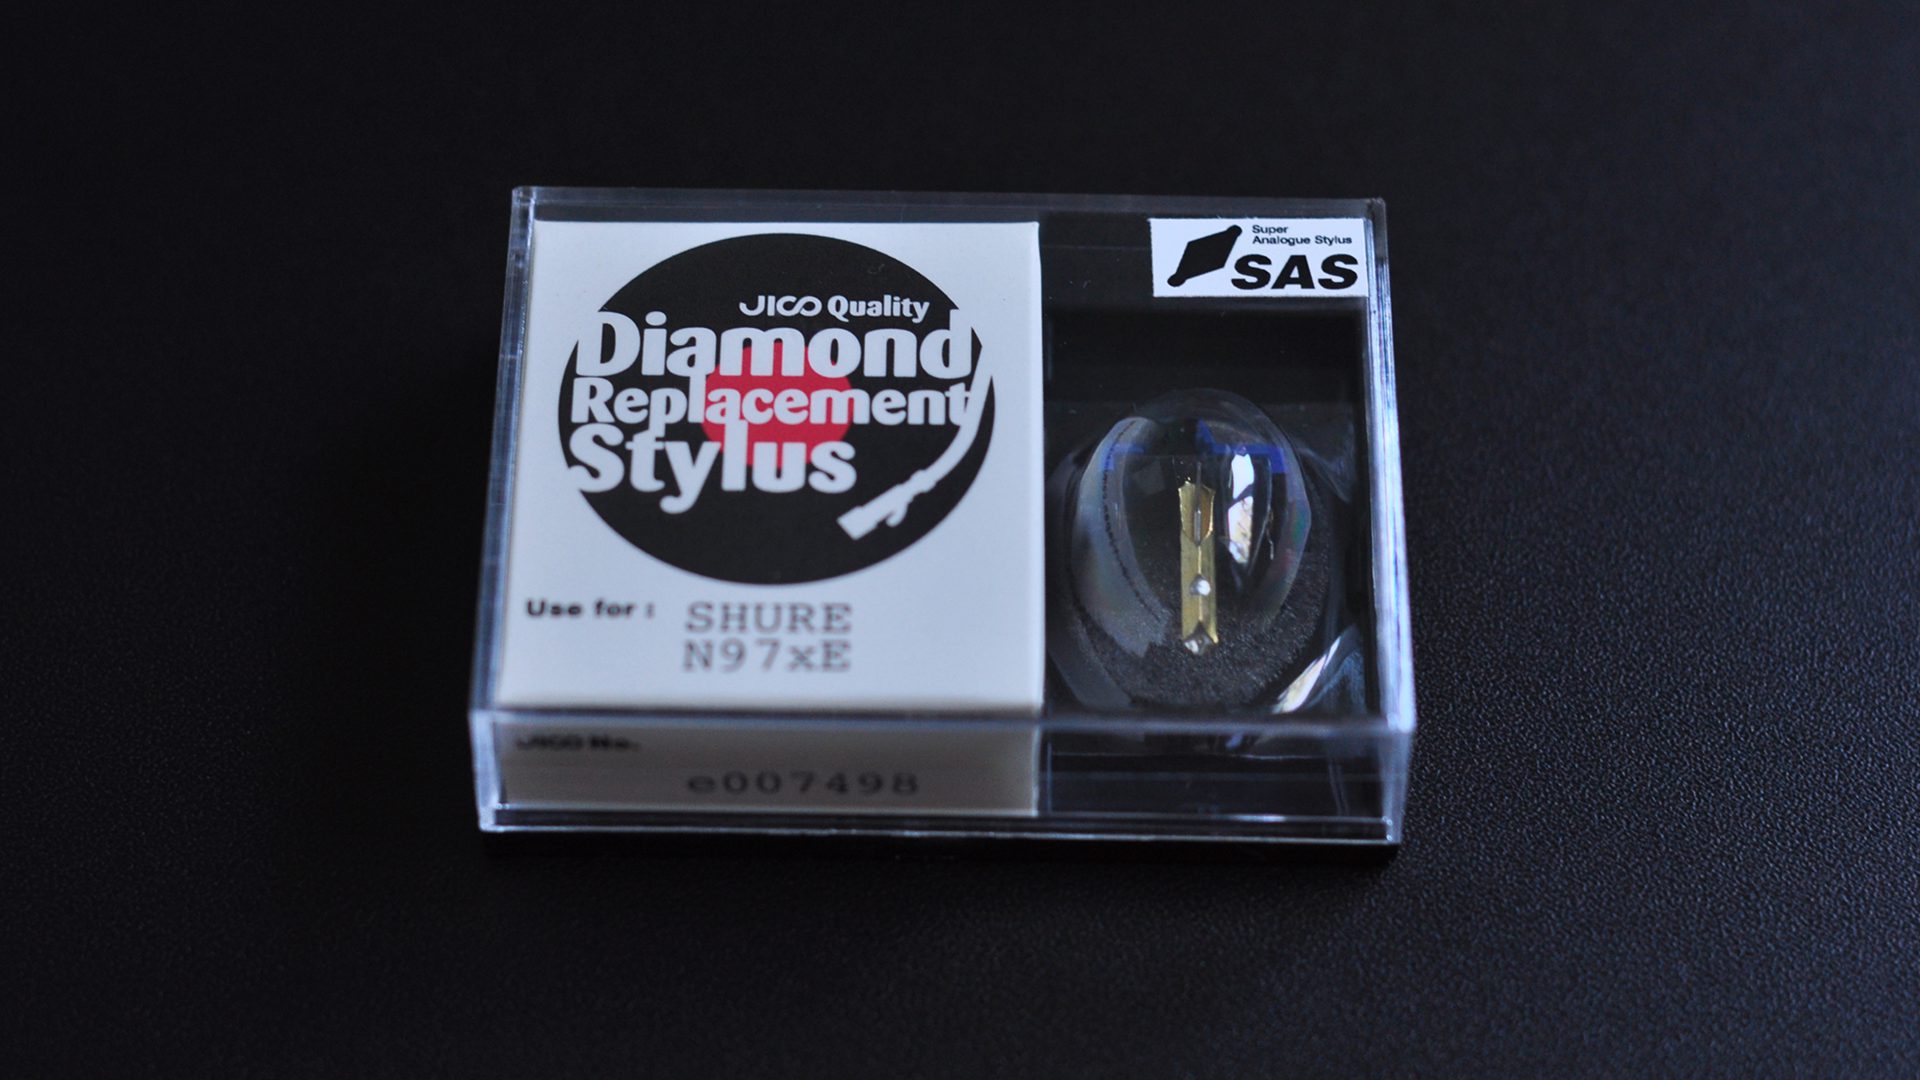 JICO Quality
Diamond
Replacement
Stylus
Use for :
SHURE
N97xE
JICO No.
e007498
Super
Analogue Stylus
SAS